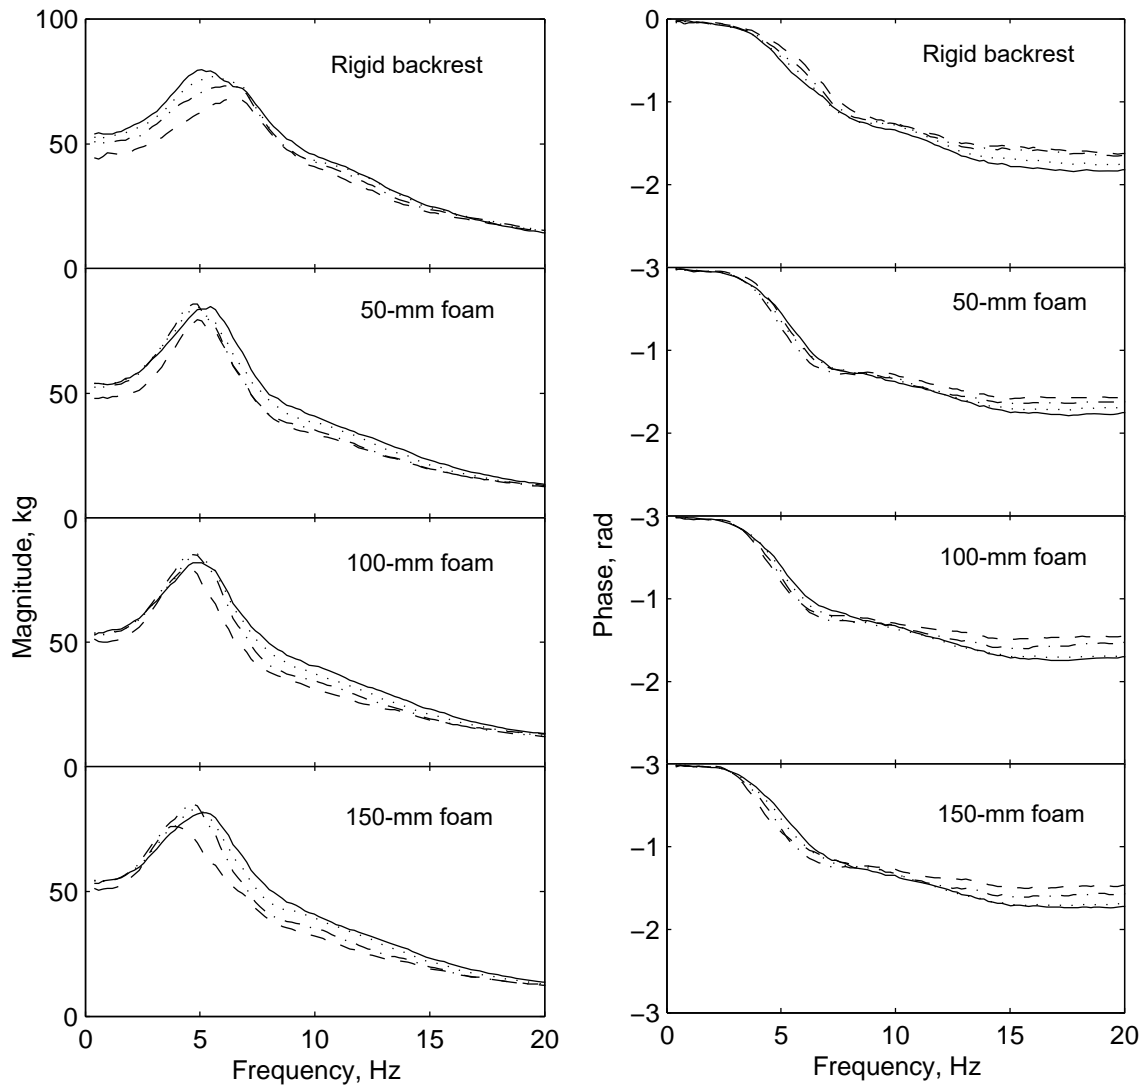 100
50
0
Rigid backrest
50
0
50-mm foam
50
0
100-mm foam
50
0
150-mm foam
0 5 10 15 20
Magnitude, kg
Frequency, Hz
0
−1
−2
−3
Rigid backrest
−1
−2
−3
50-mm foam
−1
−2
−3
100-mm foam
−1
−2
−3
150-mm foam
0 5 10 15 20
Phase, rad
Frequency, Hz